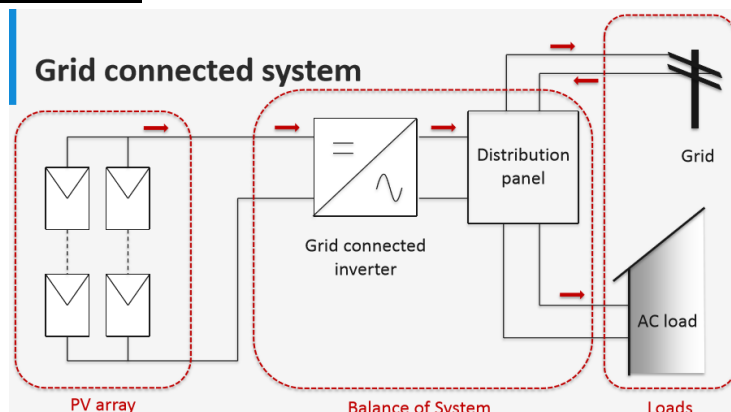 Grid connected system
Distribution
panel
Grid
Grid connected
inverter
AC load
PV array
Balance of System
Loads